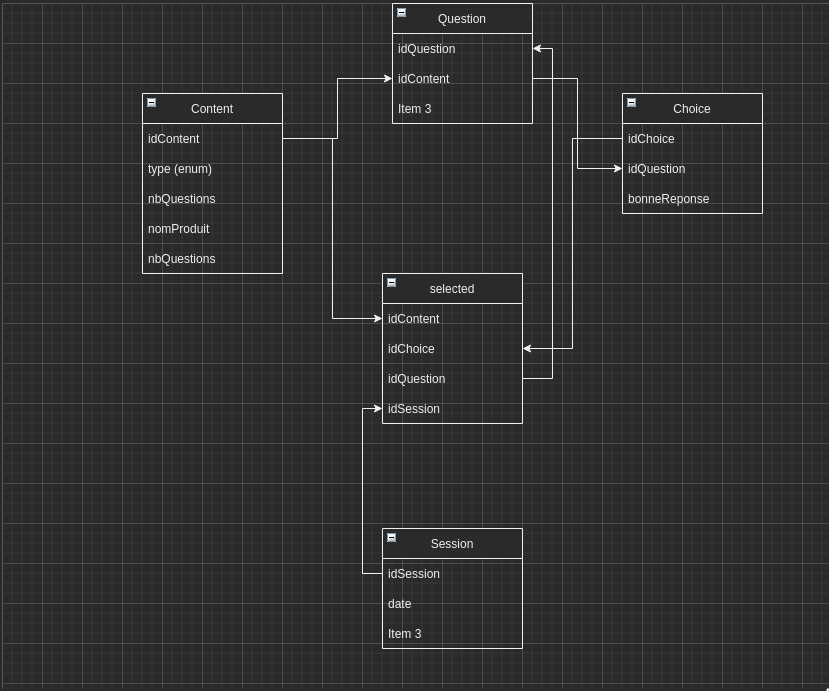 Question
idQuestion
idContent
Item 3
Content
idContent
type (enum)
nbQuestions
nomProduit
nbQuestions
Choice
idChoice
idQuestion
bonneReponse
selected
idContent
idChoice
idQuestion
idSession
Session
idSession
date
Item 3